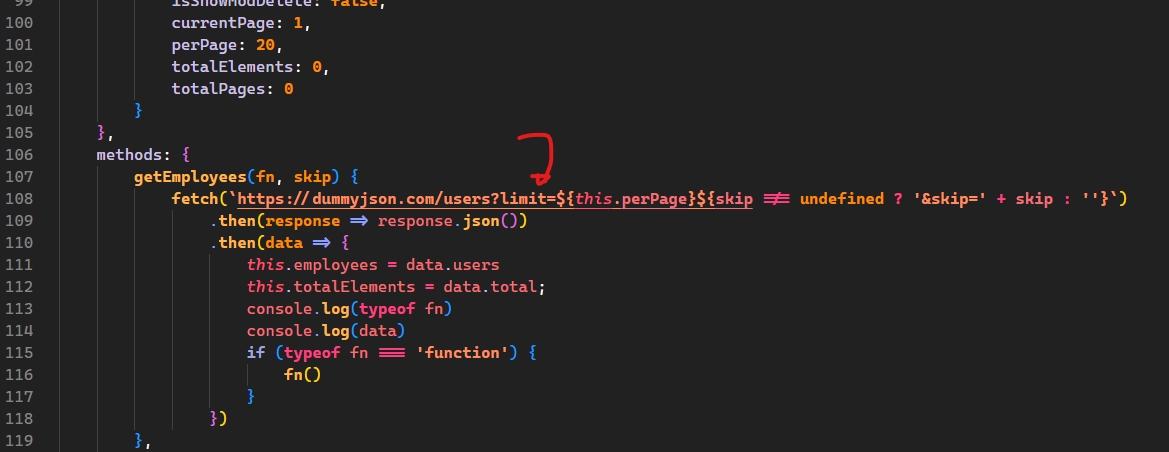 99 isShowModDelete: false,
100 currentPage: 1,
101 perPage: 20,
102 totalElements: 0,
103 totalPages: 0
104 }
105 },
106 methods: {
107 getEmployees(fn, skip) {
108 fetch(`https://dummyjson.com/users?limit=${this.perPage}${skip !== undefined ? '&skip=' + skip : ''}`)
109 .then(response => response.json())
110 .then(data => {
111 this.employees = data.users
112 this.totalElements = data.total;
113 console.log(typeof fn)
114 console.log(data)
115 if (typeof fn === 'function') {
116 fn()
117 }
118 })
119 },